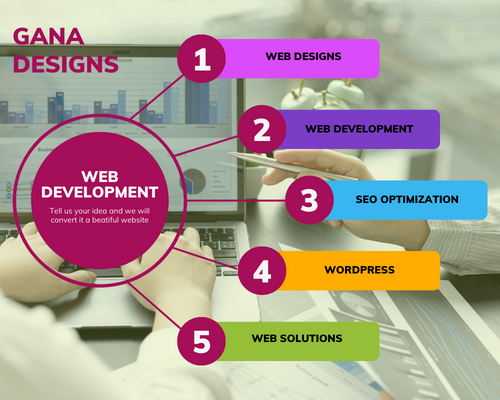 GANA
DESIGNS
1
WEB DESIGNS
2
WEB DEVELOPMENT
3
SEO OPTIMIZATION
WEB
DEVELOPMENT
Tell us your idea and we will
convert it a beatiful website
4
WORDPRESS
5
WEB SOLUTIONS